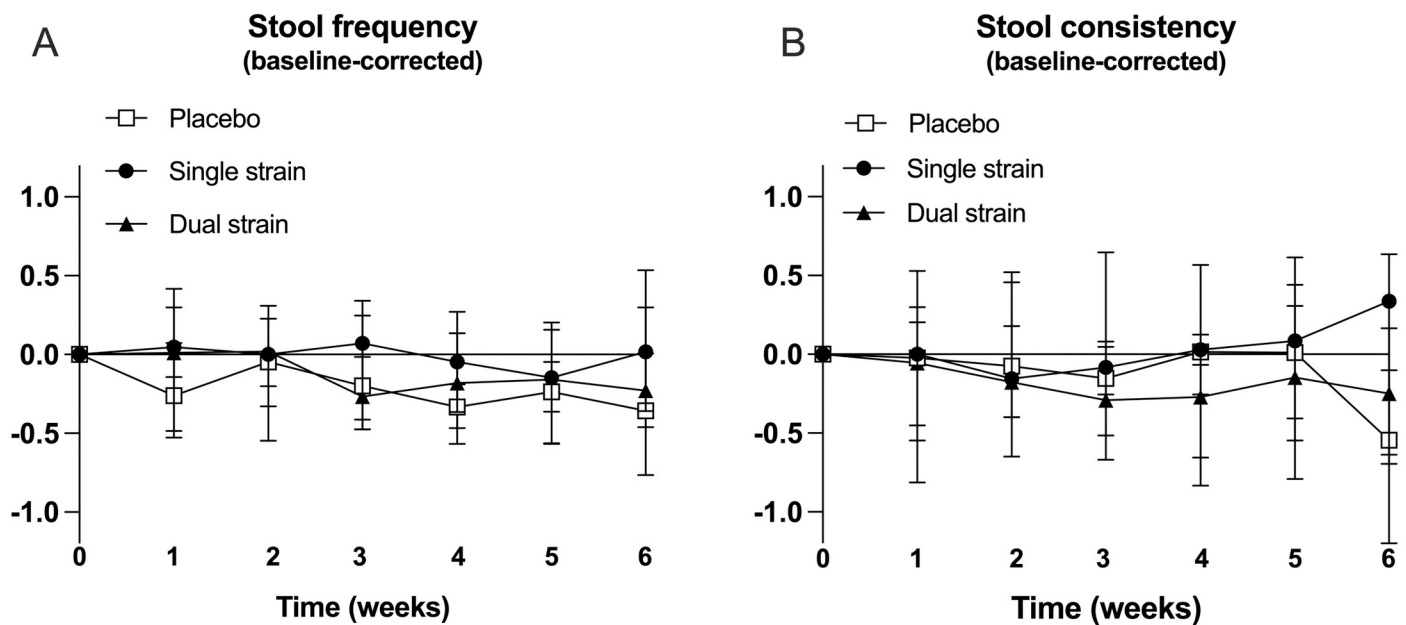 A
Stool frequency
(baseline-corrected)
Placebo
Single strain
Dual strain
1.0
0.5
0.0
-0.5
-1.0
0 1 2 3 4 5 6
Time (weeks)
B
Stool consistency
(baseline-corrected)
Placebo
Single strain
Dual strain
1.0
0.5
0.0
-0.5
-1.0
0 1 2 3 4 5 6
Time (weeks)